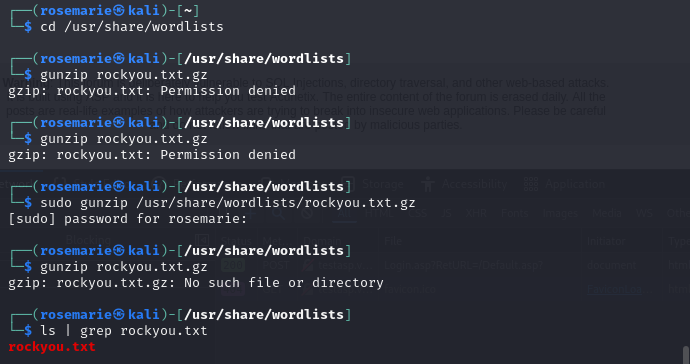 ┌──(rosemarie㉿kali)-[~]
└─$ cd /usr/share/wordlists
┌──(rosemarie㉿kali)-[/usr/share/wordlists]
└─$ gunzip rockyou.txt.gz
gzip: rockyou.txt: Permission denied
┌──(rosemarie㉿kali)-[/usr/share/wordlists]
└─$ gunzip rockyou.txt.gz
gzip: rockyou.txt: Permission denied
┌──(rosemarie㉿kali)-[/usr/share/wordlists]
└─$ sudo gunzip /usr/share/wordlists/rockyou.txt.gz
[sudo] password for rosemarie:
┌──(rosemarie㉿kali)-[/usr/share/wordlists]
└─$ gunzip rockyou.txt.gz
gzip: rockyou.txt.gz: No such file or directory
┌──(rosemarie㉿kali)-[/usr/share/wordlists]
└─$ ls | grep rockyou.txt
rockyou.txt